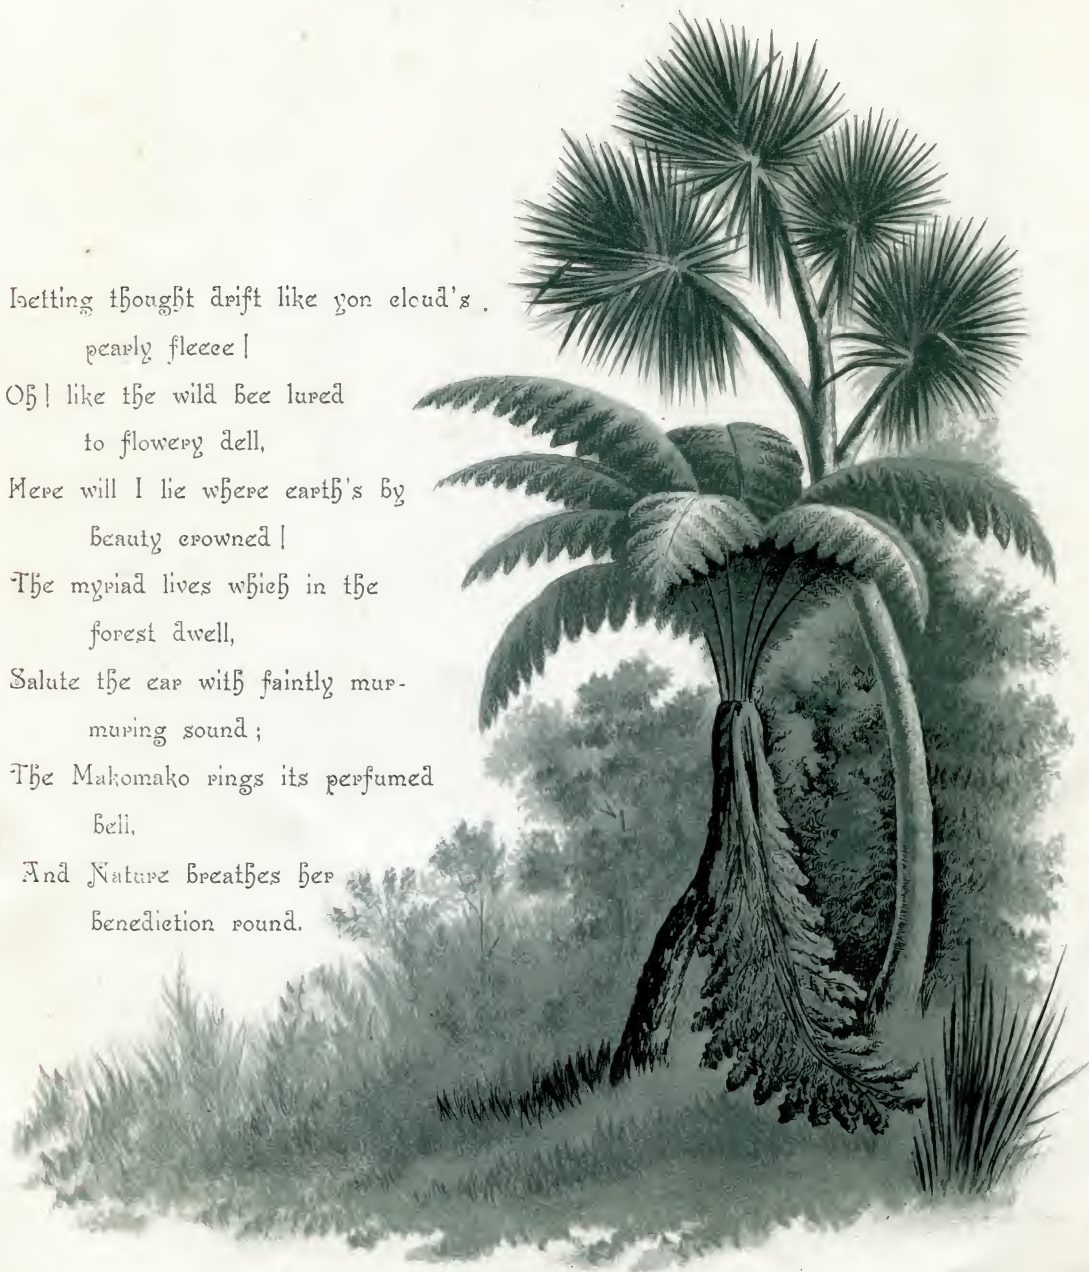 Letting thought drift like yon cloud's
pearly fleece !
Oh ! like the wild bee lured
to flowery dell,
Here will I lie where earth's by
beauty crowned !
The myriad lives which in the
forest dwell,
Salute the ear with faintly mur-
muring sound ;
The Makomako rings its perfumed
bell,
And Nature breathes her
benediction round.